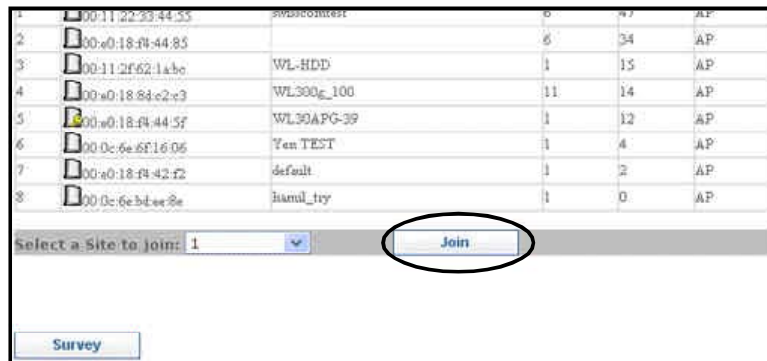 1 00:11:22:33:44:55 swisscomtest 6 47 AP
2 00:e0:18:f4:44:85 6 34 AP
3 00:11:2f:62:1a:bc WL-HDD 1 15 AP
4 00:e0:18:8d:e2:e3 WL300g_100 11 14 AP
5 00:e0:18:f4:44:5f WL30APG-39 1 12 AP
6 00:0c:6e:6f:16:06 Yen TEST 1 4 AP
7 00:e0:18:f4:42:f2 default 1 2 AP
8 00:0c:6e:bd:ee:8e hamil_try 1 0 AP
Select a Site to join: 1 Join
Survey